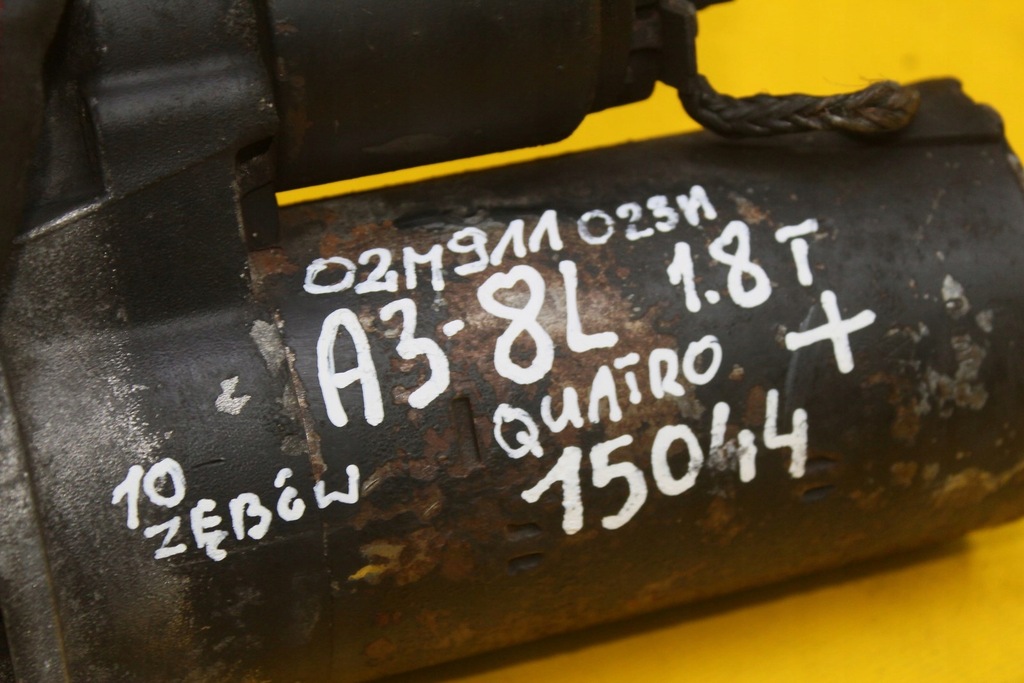 02M911023M
A3-8L 1.8T
QUATRO +
15044
10
ZĘBÓW